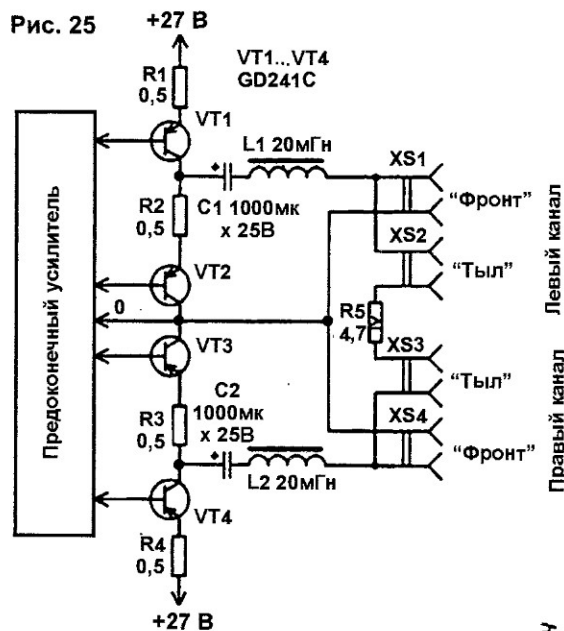 Рис. 25
+27 В
VT1...VT4
GD241C
R1
0,5
VT1
L1 20мГн
XS1
"Фронт"
R2
0,5
C1 1000мк
х 25В
XS2
"Тыл"
Левый канал
VT2
0
R5
4,7
Предоконечный усилитель
VT3
C2
1000мк
х 25В
XS3
"Тыл"
R3
0,5
XS4
"Фронт"
Правый канал
L2 20мГн
VT4
R4
0,5
+27 В